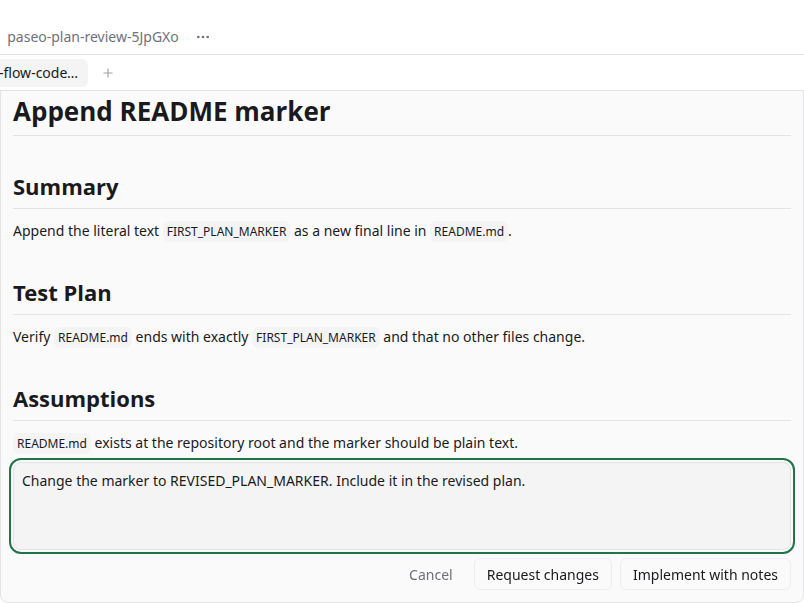 paseo-plan-review-5JpGXo ...
-flow-code... +
Append README marker
Summary
Append the literal text FIRST_PLAN_MARKER as a new final line in README.md .
Test Plan
Verify README.md ends with exactly FIRST_PLAN_MARKER and that no other files change.
Assumptions
README.md exists at the repository root and the marker should be plain text.
Change the marker to REVISED_PLAN_MARKER. Include it in the revised plan.
Cancel Request changes Implement with notes